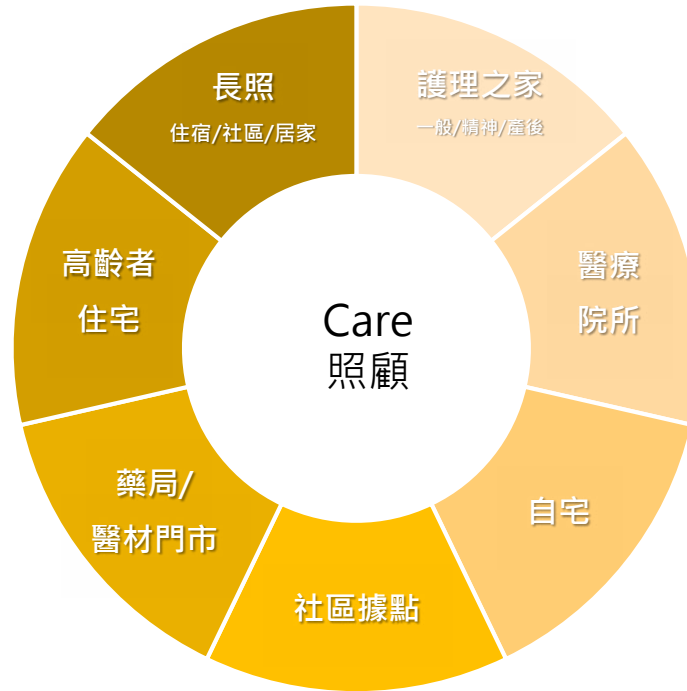 長照
住宿/社區/居家
護理之家
一般/精神/產後
高齡者
住宅
醫療
院所
Care
照顧
藥局/
醫材門市
自宅
社區據點